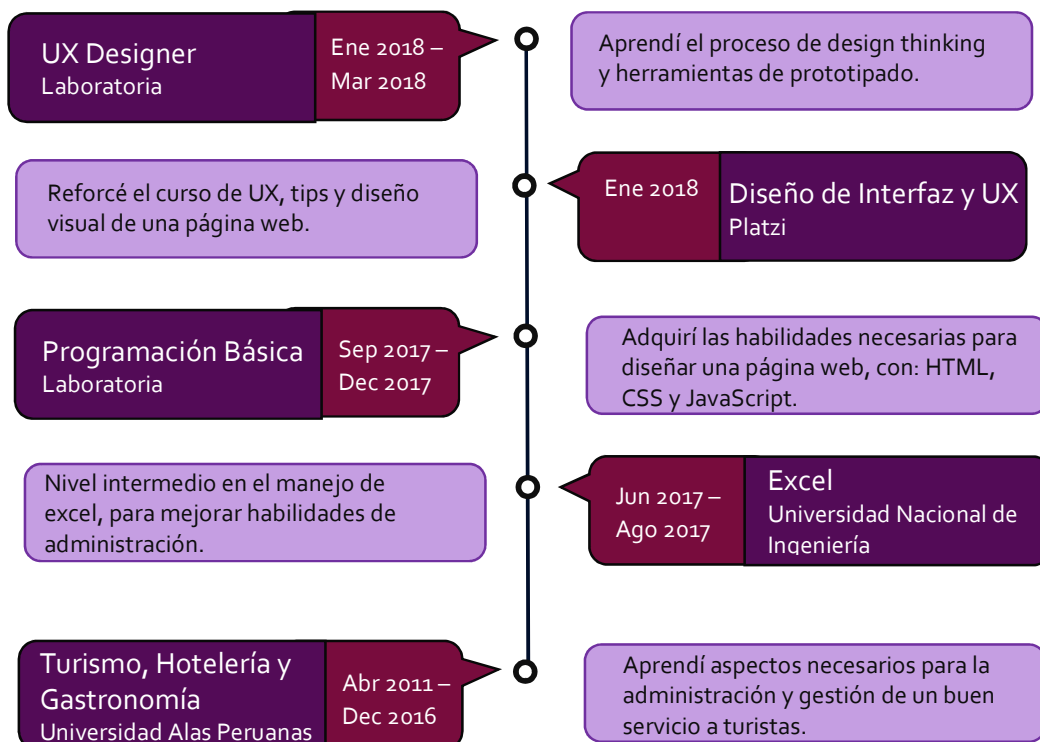 UX Designer
Laboratoria
Ene 2018 –
Mar 2018
Aprendí el proceso de design thinking
y herramientas de prototipado.
Reforcé el curso de UX, tips y diseño
visual de una página web.
Ene 2018
Diseño de Interfaz y UX
Platzi
Programación Básica
Laboratoria
Sep 2017 –
Dec 2017
Adquirí las habilidades necesarias para
diseñar una página web, con: HTML,
CSS y JavaScript.
Nivel intermedio en el manejo de
excel, para mejorar habilidades de
administración.
Jun 2017 –
Ago 2017
Excel
Universidad Nacional de
Ingeniería
Turismo, Hotelería y
Gastronomía
Universidad Alas Peruanas
Abr 2011 –
Dec 2016
Aprendí aspectos necesarios para la
administración y gestión de un buen
servicio a turistas.